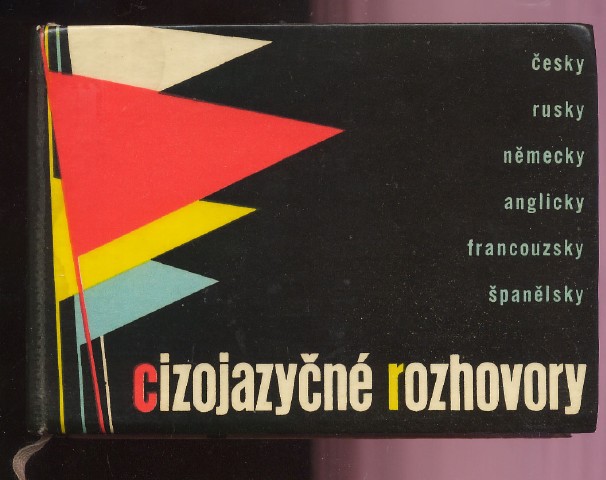 česky
rusky
německy
anglicky
francouzsky
španělsky
cizojazyčné rozhovory